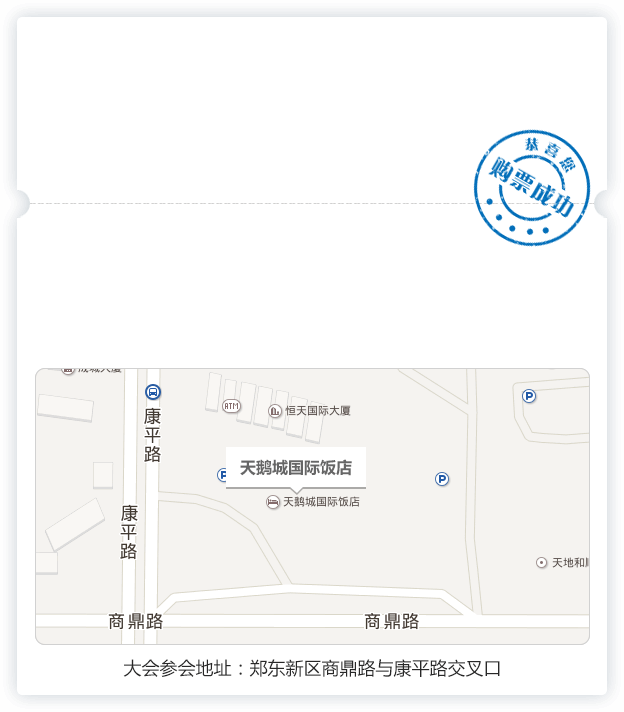 恭喜您
购票成功
成城大厦
康平路
ATM
恒天国际大厦
P
P
天鹅城国际饭店
P
天鹅城国际饭店
康平路
天地和
商鼎路
商鼎路
大会参会地址：郑东新区商鼎路与康平路交叉口